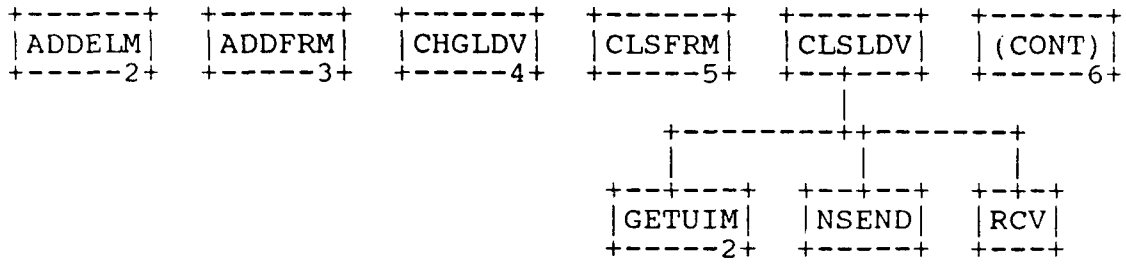 ADDELM ADDFRM CHGLDV CLSFRM CLSLDV (CONT)
2 3 4 5 6
GETUIM NSEND RCV
2